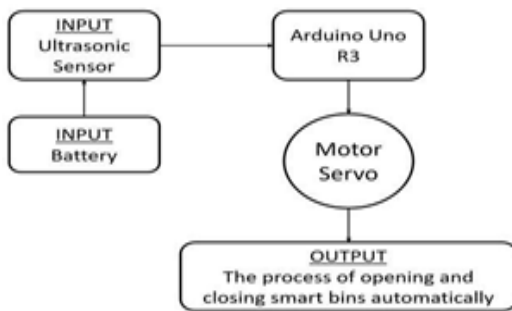 INPUT
Ultrasonic
Sensor
Arduino Uno
R3
INPUT
Battery
Motor
Servo
OUTPUT
The process of opening and
closing smart bins automatically